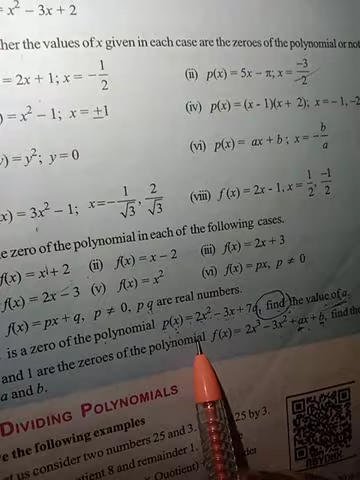 = x² − 3x + 2
her the values of x given in each case are the zeroes of the polynomial or not
= 2x + 1; x = −1/2
(ii) p(x) = 5x − π; x = −3/2
) = x² − 1; x = ±1
(iv) p(x) = (x - 1)(x + 2); x = − 1, −2
) = y²; y = 0
(vi) p(x) = ax + b ; x = −b/a
x) = 3x² − 1; x = −1/√3, 2/√3
(viii) f(x) = 2x - 1, x = 1/2, −1/2
e zero of the polynomial in each of the following cases.
f(x) = x + 2 (ii) f(x) = x − 2 (iii) f(x) = 2x + 3
f(x) = 2x − 3 (v) f(x) = x² (vi) f(x) = px, p ≠ 0
f(x) = px + q, p ≠ 0, p q are real numbers.
is a zero of the polynomial p(x) = 2x² − 3x + 7a, find the value of a.
and 1 are the zeroes of the polynomial f(x) = 2x³ − 3x² + ax + b, find the
a and b.
DIVIDING POLYNOMIALS
e the following examples
us consider two numbers 25 and 3. 25 by 3.
tient 8 and remainder 1.
Quotient)